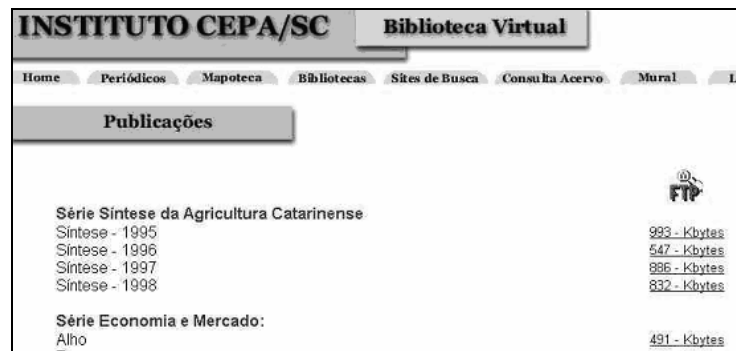 INSTITUTO CEPA/SC Biblioteca Virtual
Home Periódicos Mapoteca Bibliotecas Sites de Busca Consulta Acervo Mural
Publicações
FTP
Série Síntese da Agricultura Catarinense
Síntese - 1995 993 - Kbytes
Síntese - 1996 547 - Kbytes
Síntese - 1997 886 - Kbytes
Síntese - 1998 832 - Kbytes
Série Economia e Mercado:
Alho 491 - Kbytes